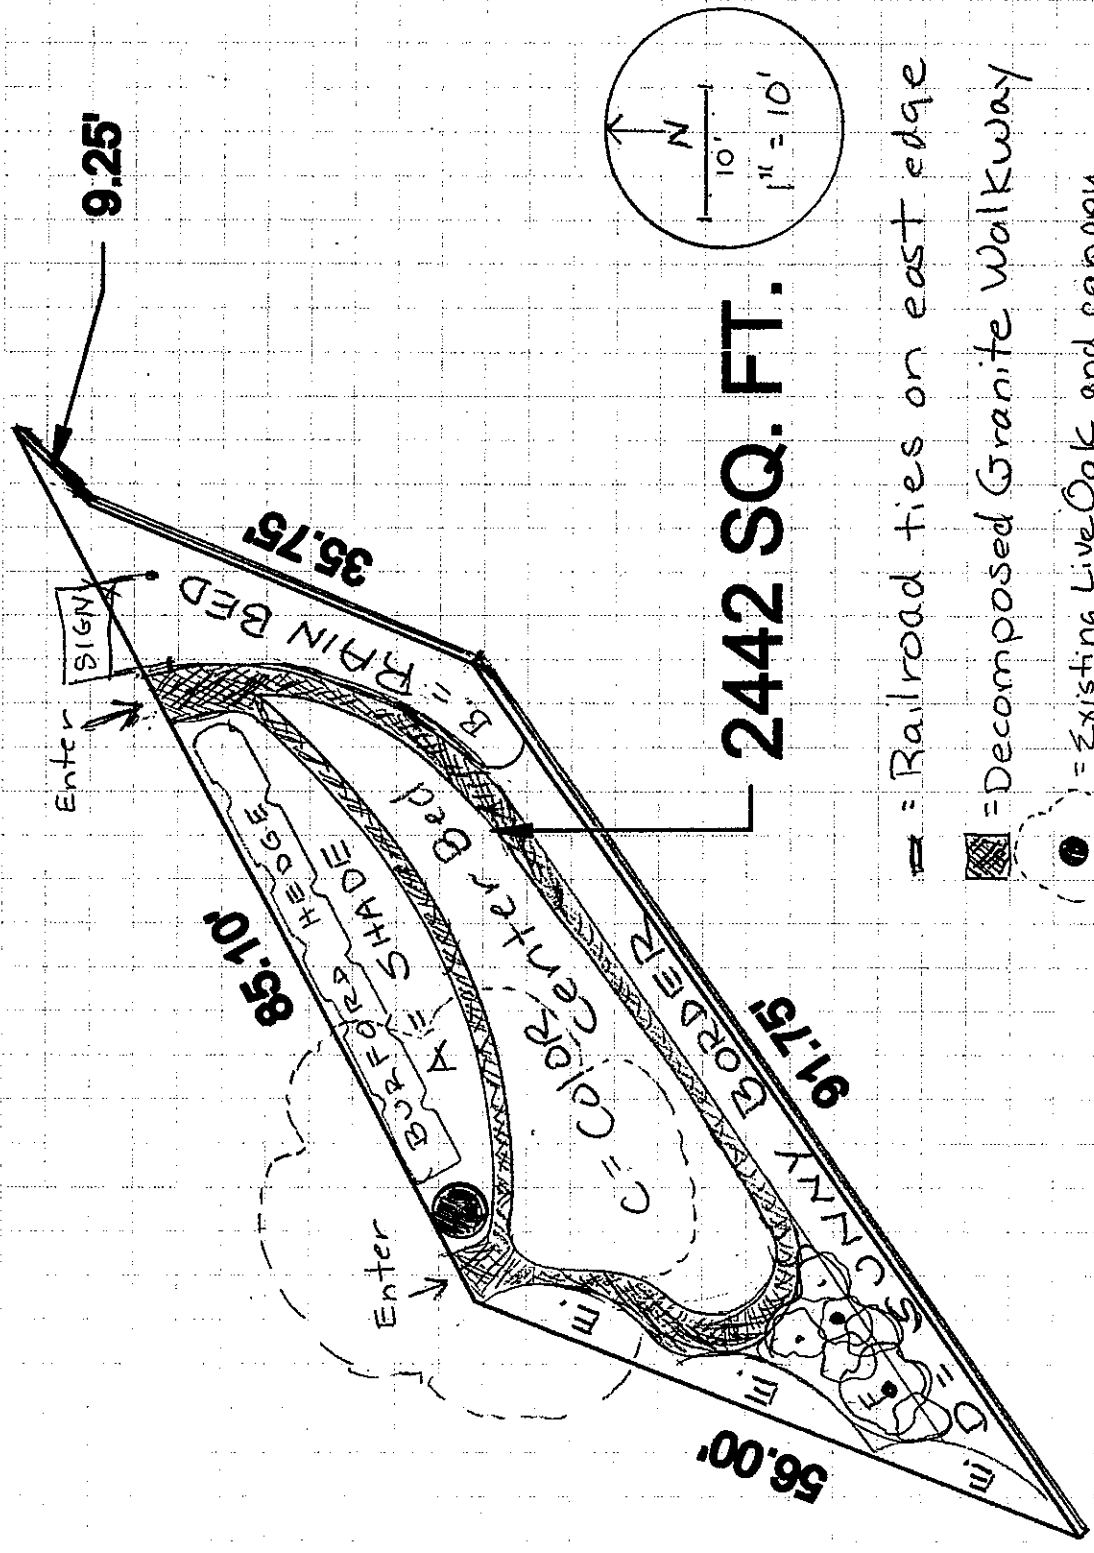 9.25'
SIGN
Enter
35.75'
B. = RAIN BED
85.10'
BURFORD HEDGE
A = SHADE
C = COLOR, Center Bed
Enter
N
10'
1" = 10'
2442 SQ. FT.
91.75'
D = SUNNY BORDER
E.
E.
E.
F
56.00'
= Railroad ties on east edge
= Decomposed Granite Walkway
= Existing Live Oak and canopy